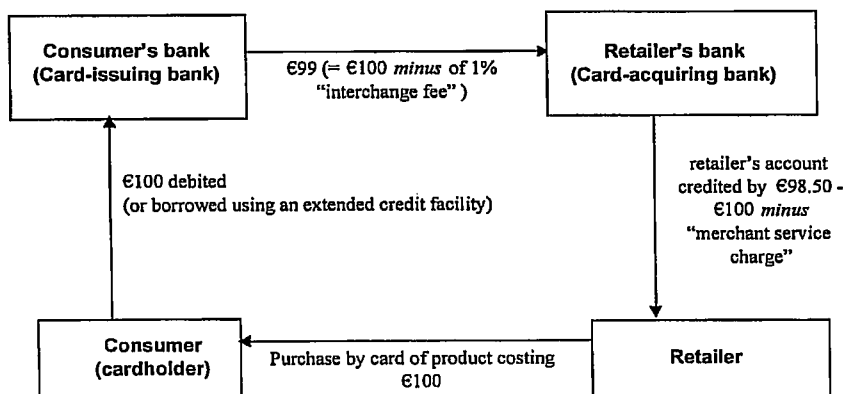 Consumer's bank
(Card-issuing bank)
€99 (= €100 minus of 1%
"interchange fee" )
Retailer's bank
(Card-acquiring bank)
€100 debited
(or borrowed using an extended credit facility)
retailer's account
credited by €98.50 -
€100 minus
"merchant service
charge"
Consumer
(cardholder)
Purchase by card of product costing
€100
Retailer